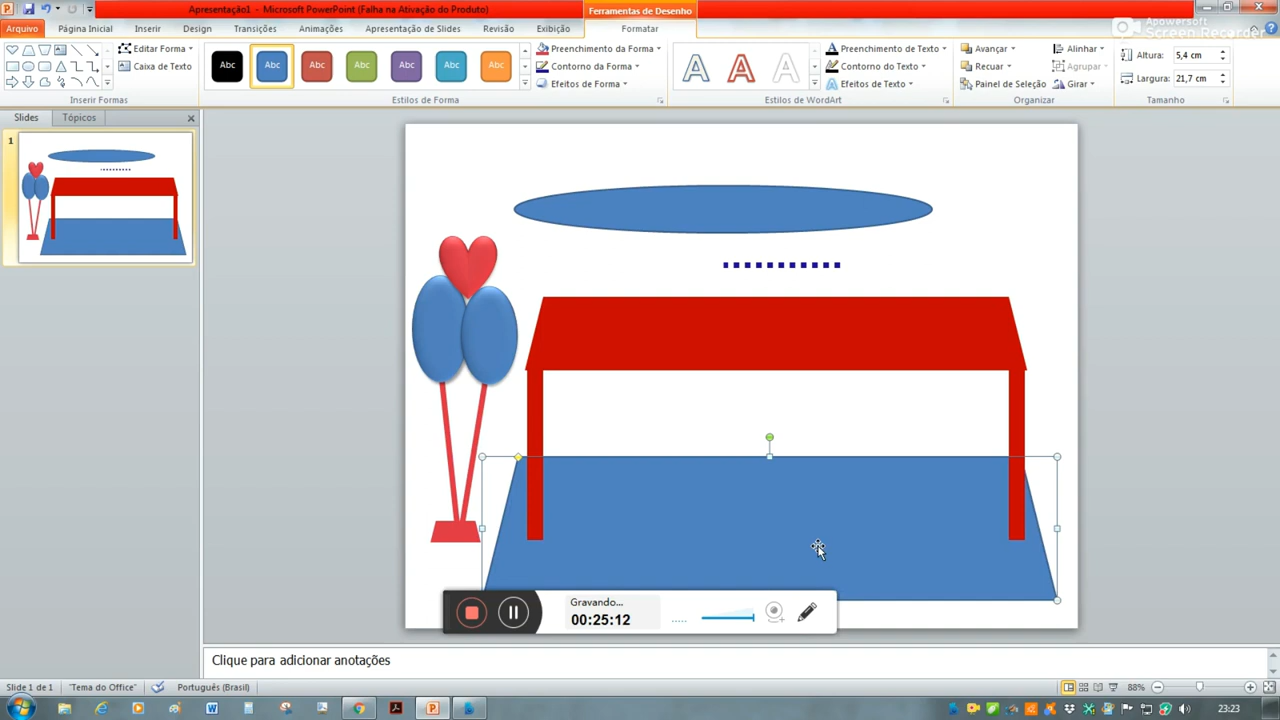 Apresentação1 - Microsoft PowerPoint (Falha na Ativação do Produto)
Ferramentas de Desenho
Arquivo
Página Inicial
Inserir
Design
Transições
Animações
Apresentação de Slides
Revisão
Exibição
Formatar
Apowersoft
Screen Recorder
Editar Forma
Caixa de Texto
Inserir Formas
Abc Abc Abc Abc Abc Abc Abc
Estilos de Forma
Preenchimento da Forma
Contorno da Forma
Efeitos de Forma
A A A
Estilos de WordArt
Preenchimento de Texto
Contorno do Texto
Efeitos de Texto
Avançar
Recuar
Painel de Seleção
Alinhar
Agrupar
Girar
Organizar
Altura: 5,4 cm
Largura: 21,7 cm
Tamanho
Slides
Tópicos
1
Gravando...
00:25:12
Clique para adicionar anotações
Slide 1 de 1
"Tema do Office"
Português (Brasil)
88%
23:23